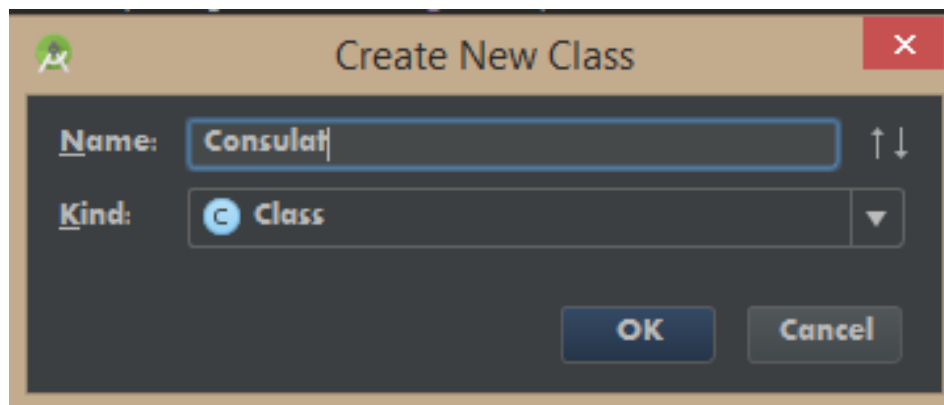 Create New Class
Name: Consulat
Kind: C Class
OK Cancel